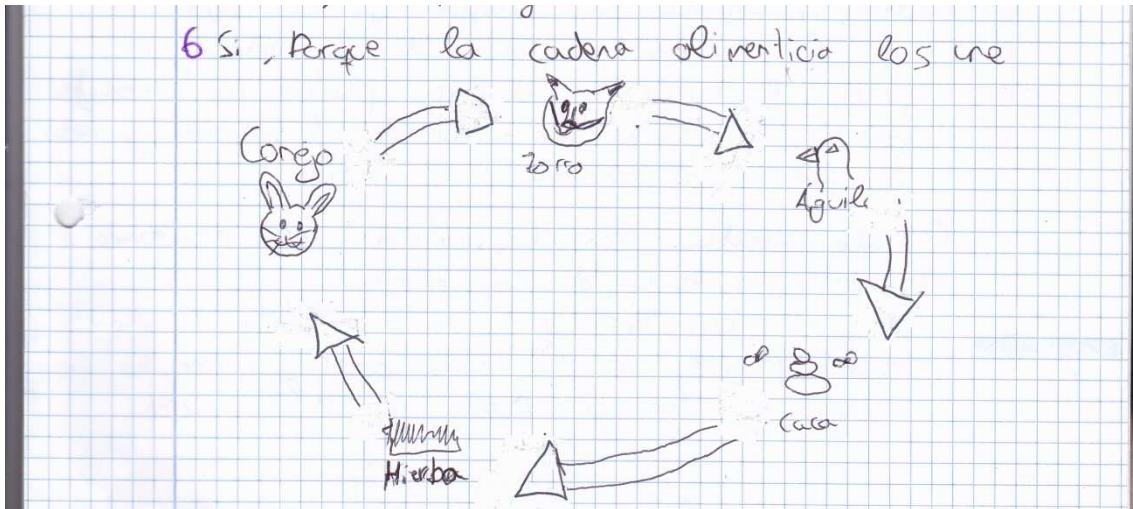 6 Si, Porque la cadena alimenticia los une
Conejo
Zorro
Águila
Caca
Hierba